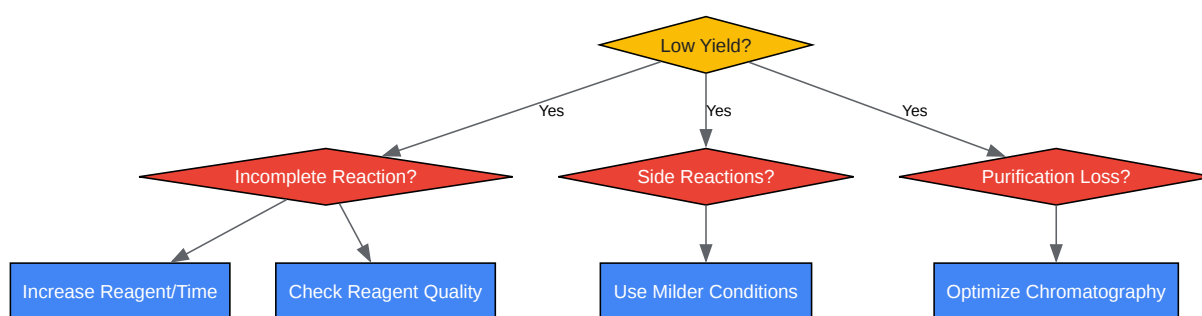 Low Yield?
Yes
Yes
Yes
Incomplete Reaction?
Side Reactions?
Purification Loss?
Increase Reagent/Time
Check Reagent Quality
Use Milder Conditions
Optimize Chromatography